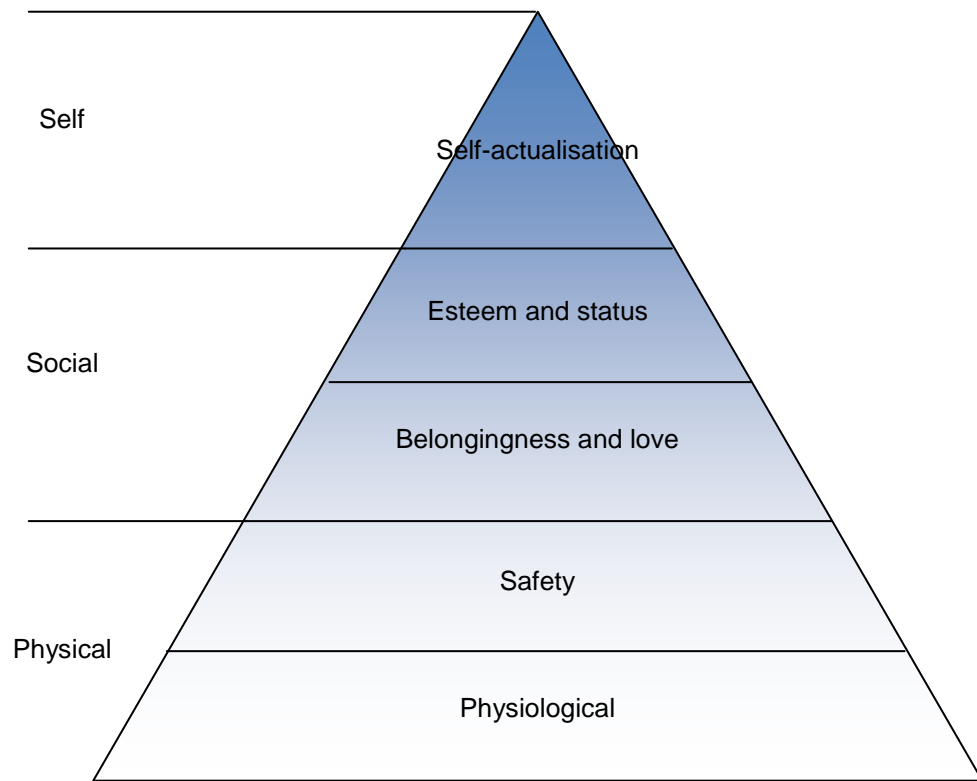 Self
Self-actualisation
Esteem and status
Social
Belongingness and love
Safety
Physical
Physiological